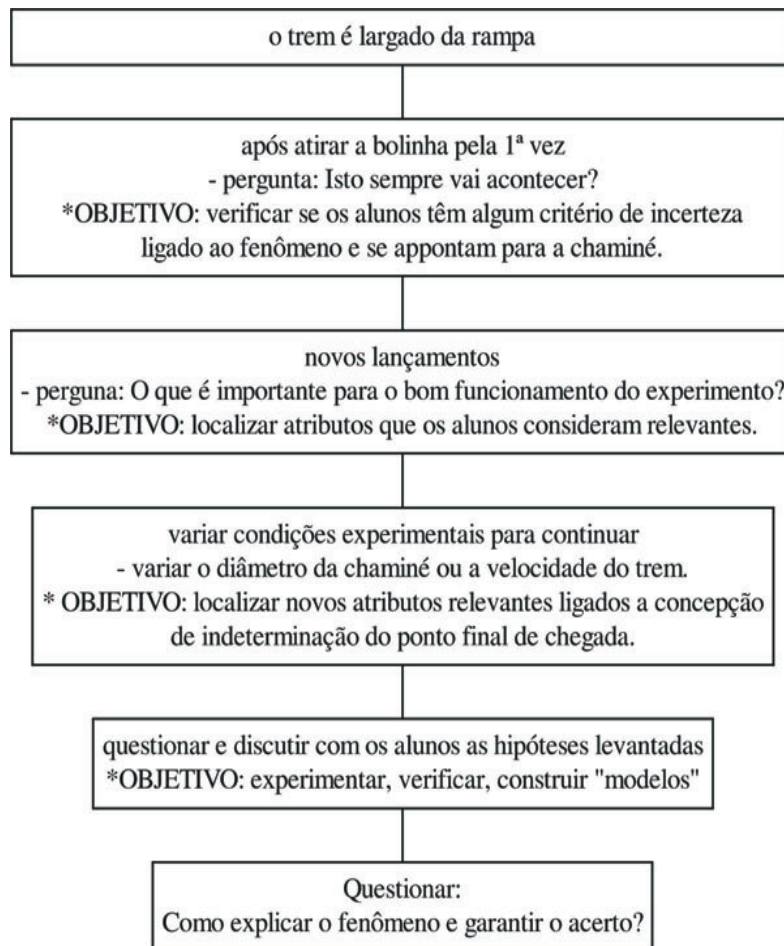 o trem é largado da rampa
após atirar a bolinha pela 1ª vez
- pergunta: Isto sempre vai acontecer?
*OBJETIVO: verificar se os alunos têm algum critério de incerteza
ligado ao fenômeno e se appontam para a chaminé.
novos lançamentos
- perguna: O que é importante para o bom funcionamento do experimento?
*OBJETIVO: localizar atributos que os alunos consideram relevantes.
variar condições experimentais para continuar
- variar o diâmetro da chaminé ou a velocidade do trem.
* OBJETIVO: localizar novos atributos relevantes ligados a concepção
de indeterminação do ponto final de chegada.
questionar e discutir com os alunos as hipóteses levantadas
*OBJETIVO: experimentar, verificar, construir "modelos"
Questionar:
Como explicar o fenômeno e garantir o acerto?